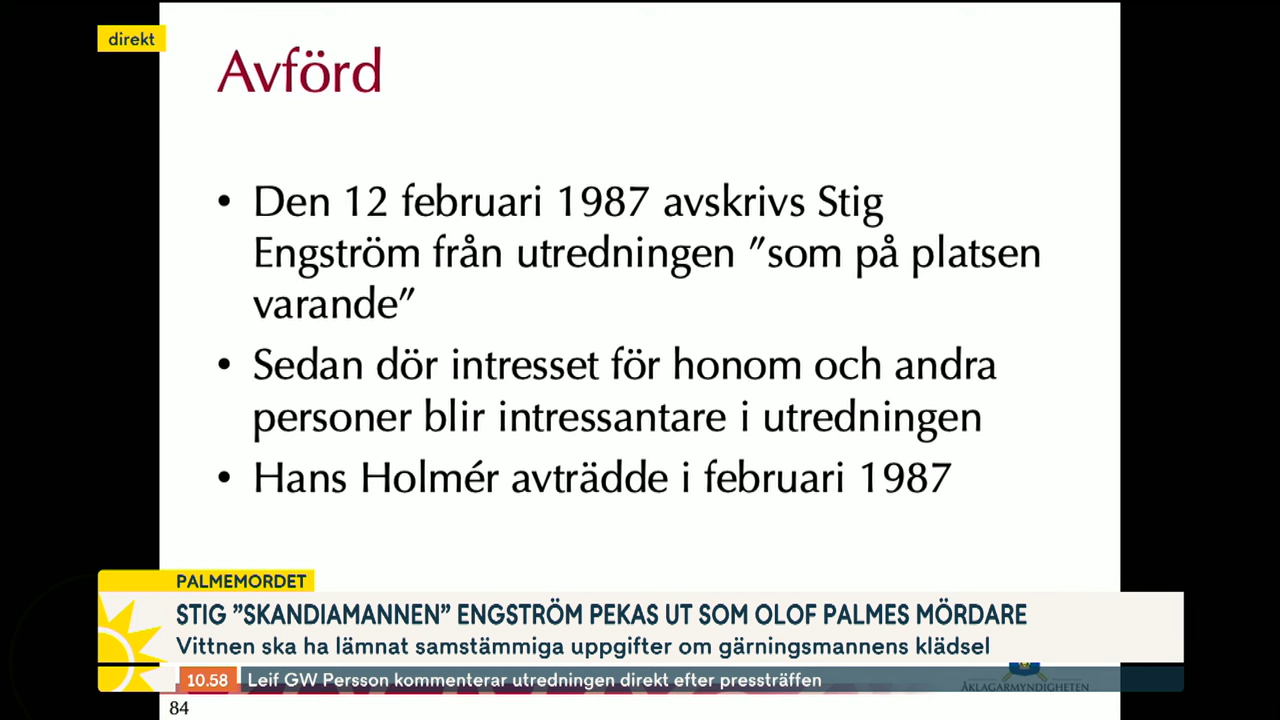 direkt
Avförd
• Den 12 februari 1987 avskrivs Stig
Engström från utredningen ”som på platsen
varande”
• Sedan dör intresset för honom och andra
personer blir intressantare i utredningen
• Hans Holmér avträdde i februari 1987
PALMEMORDET
STIG ”SKANDIAMANNEN” ENGSTRÖM PEKAS UT SOM OLOF PALMES MÖRDARE
Vittnen ska ha lämnat samstämmiga uppgifter om gärningsmannens klädsel
10.58 Leif GW Persson kommenterar utredningen direkt efter pressträffen
ÅKLAGARMYNDIGHETEN
84